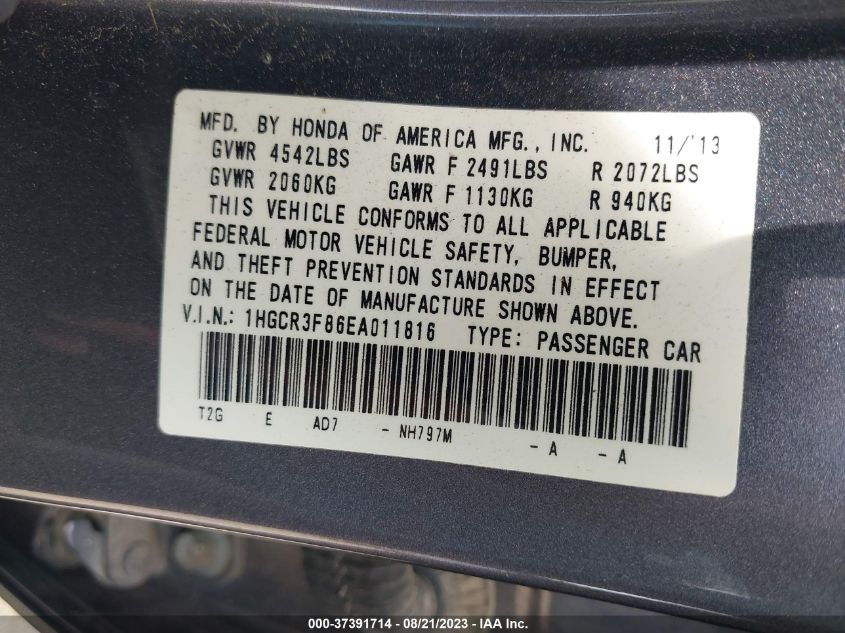 MFD. BY HONDA OF AMERICA MFG., INC. 11/'13
GVWR 4542LBS GAWR F 2491LBS R 2072LBS
GVWR 2060KG GAWR F 1130KG R 940KG
THIS VEHICLE CONFORMS TO ALL APPLICABLE
FEDERAL MOTOR VEHICLE SAFETY, BUMPER,
AND THEFT PREVENTION STANDARDS IN EFFECT
ON THE DATE OF MANUFACTURE SHOWN ABOVE.
V.I.N.: 1HGCR3F86EA011816 TYPE: PASSENGER CAR
T2G E AD7 - NH797M - A - A
000-37391714 - 08/21/2023 - IAA Inc.